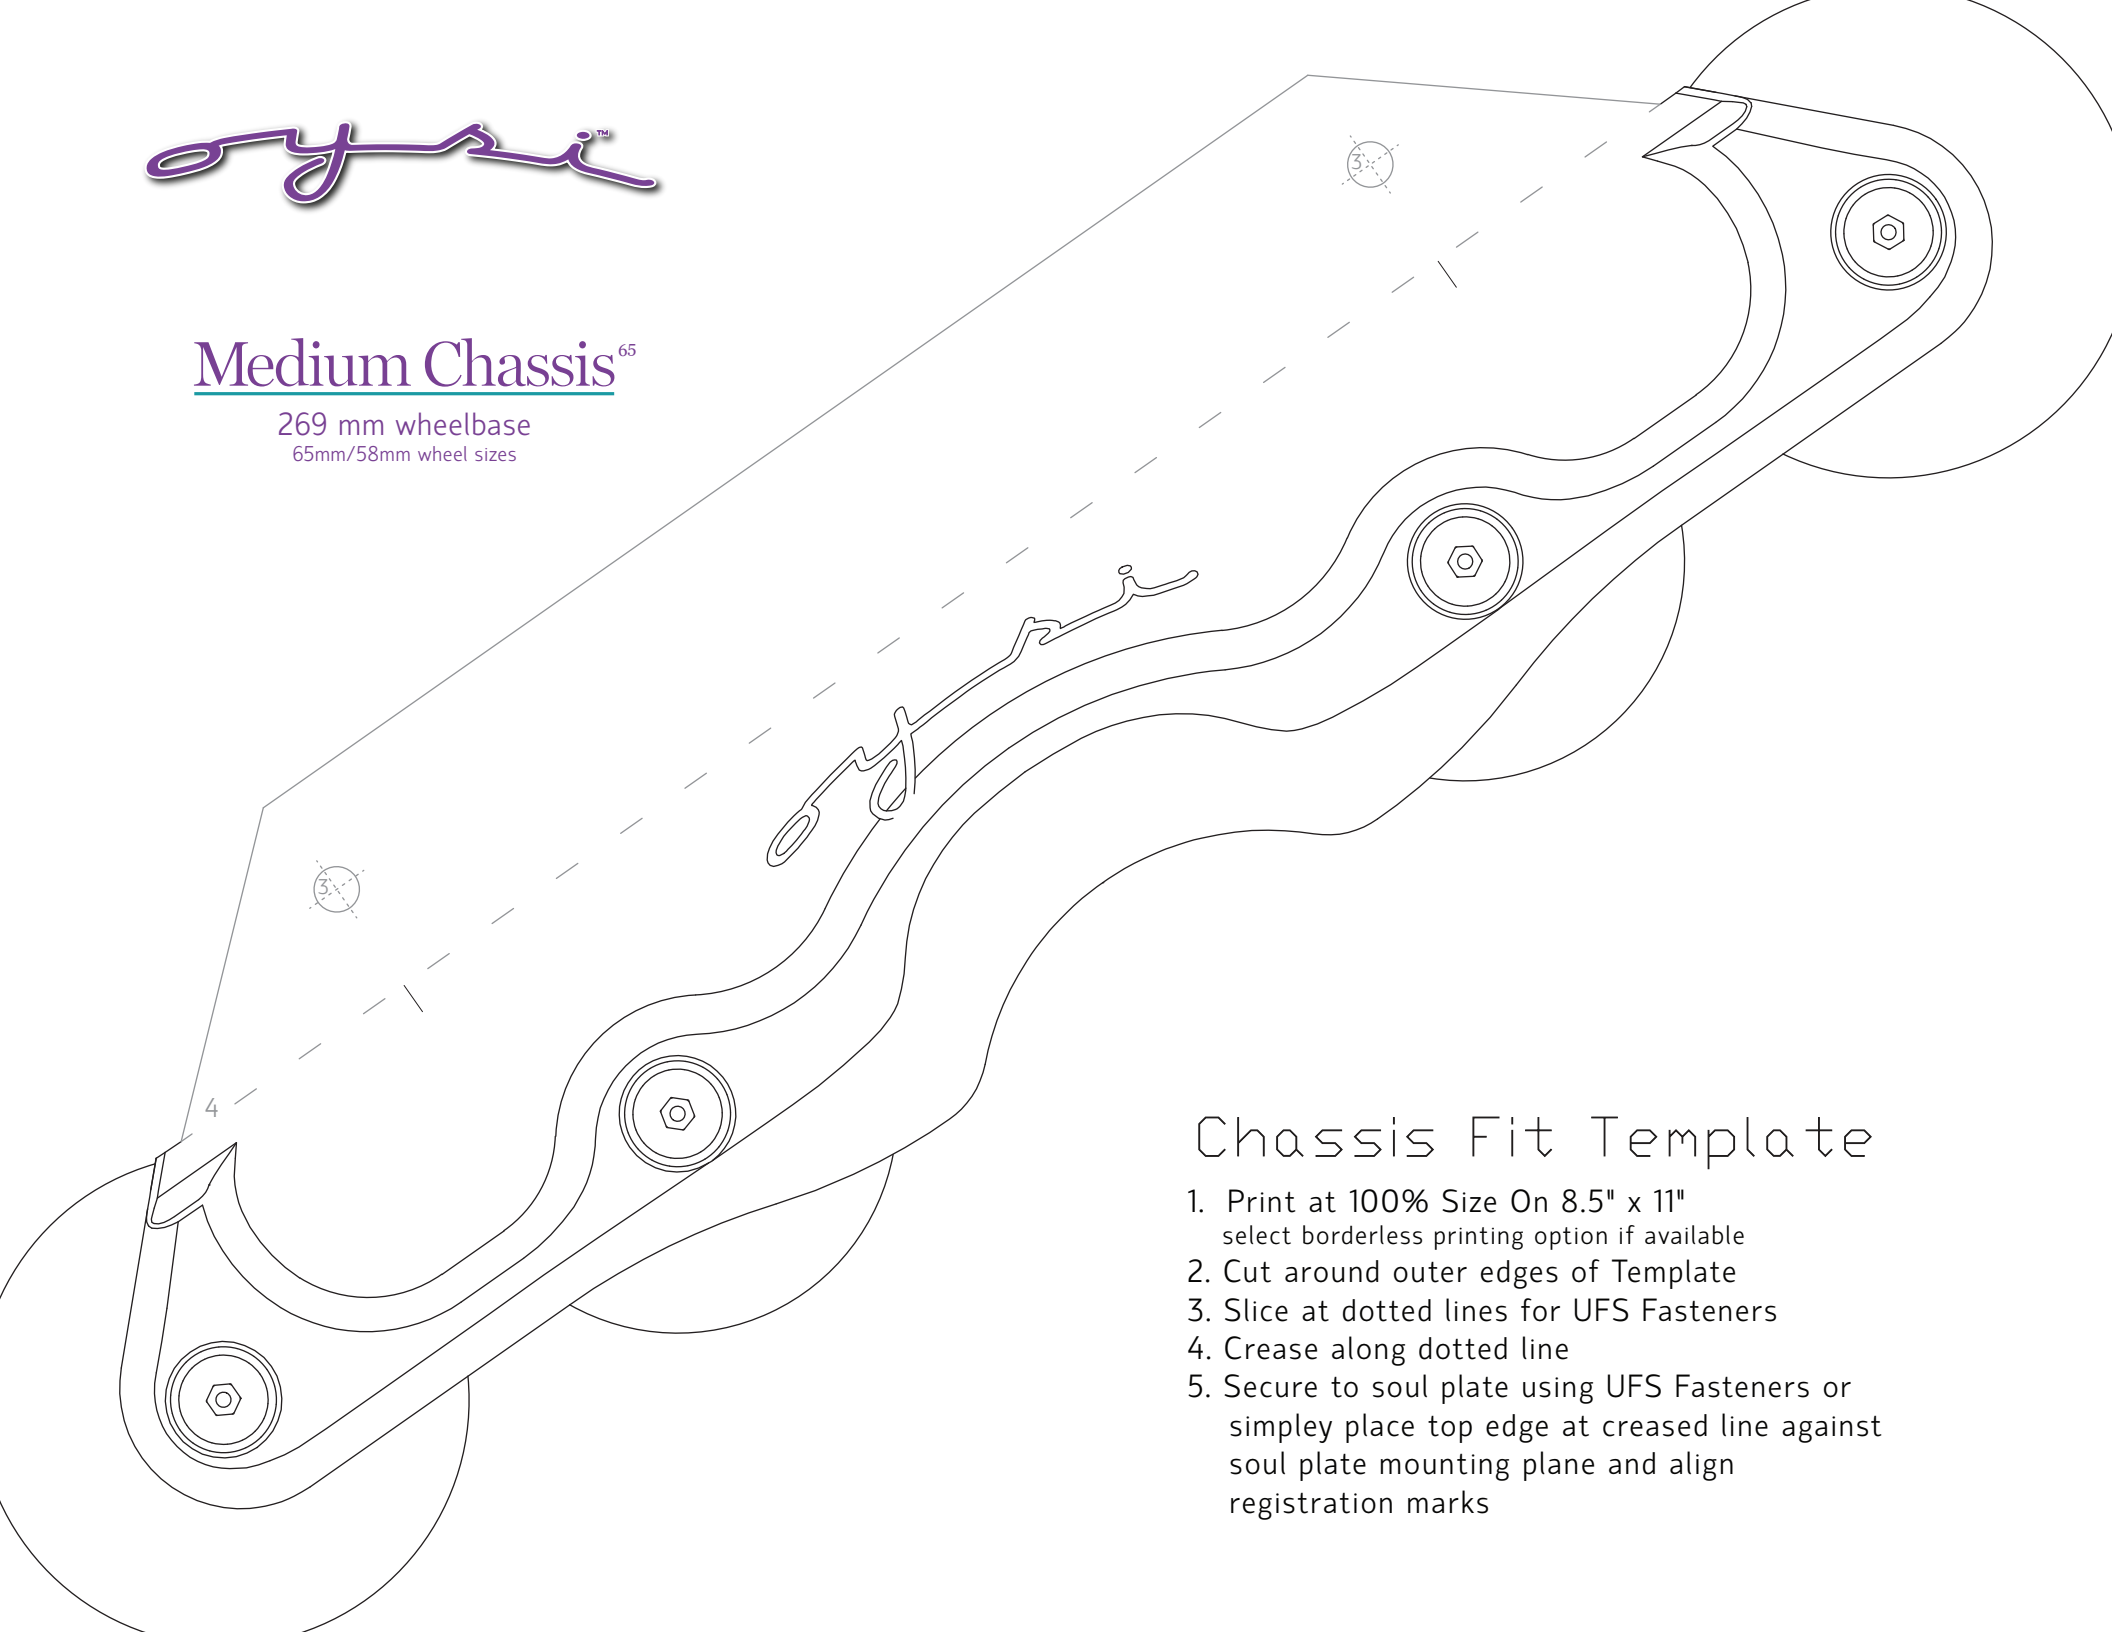 oysi™
Medium Chassis 65
269 mm wheelbase
65mm/58mm wheel sizes
3
oysi
3
4
Chassis Fit Template
1. Print at 100% Size On 8.5" x 11"
select borderless printing option if available
2. Cut around outer edges of Template
3. Slice at dotted lines for UFS Fasteners
4. Crease along dotted line
5. Secure to soul plate using UFS Fasteners or
simpley place top edge at creased line against
soul plate mounting plane and align
registration marks